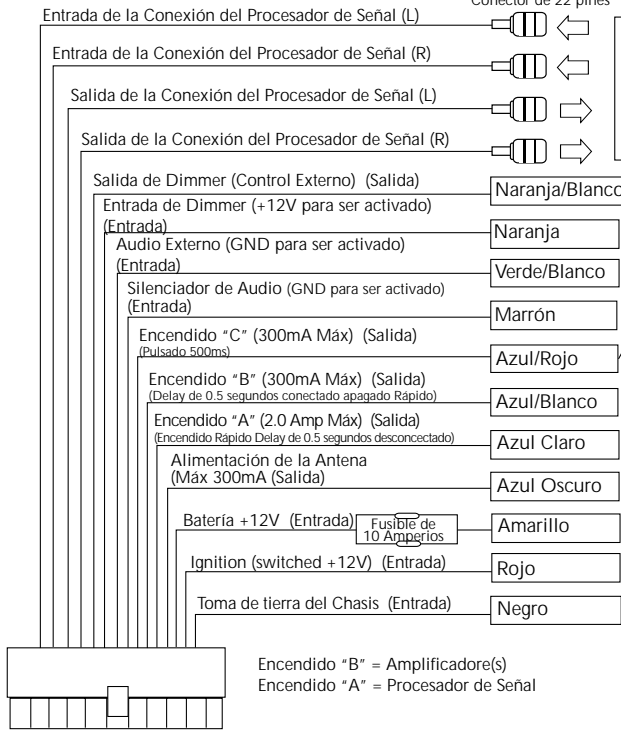 Conector de 22 pines
Entrada de la Conexión del Procesador de Señal (L)
Entrada de la Conexión del Procesador de Señal (R)
Salida de la Conexión del Procesador de Señal (L)
Salida de la Conexión del Procesador de Señal (R)
Salida de Dimmer (Control Externo) (Salida)
Naranja/Blanco
Entrada de Dimmer (+12V para ser activado)
(Entrada)
Naranja
Audio Externo (GND para ser activado)
(Entrada)
Verde/Blanco
Silenciador de Audio (GND para ser activado)
(Entrada)
Marrón
Encendido “C” (300mA Máx) (Salida)
(Pulsado 500ms)
Azul/Rojo
Encendido “B” (300mA Máx) (Salida)
(Delay de 0.5 segundos conectado apagado Rápido)
Azul/Blanco
Encendido “A” (2.0 Amp Máx) (Salida)
(Encendido Rápido Delay de 0.5 segundos desconcectado)
Azul Claro
Alimentación de la Antena
(Máx 300mA (Salida)
Azul Oscuro
Batería +12V (Entrada)
Fusible de
10 Amperios
Amarillo
Ignition (switched +12V) (Entrada)
Rojo
Toma de tierra del Chasis (Entrada)
Negro
Encendido “B” = Amplificadore(s)
Encendido “A” = Procesador de Señal